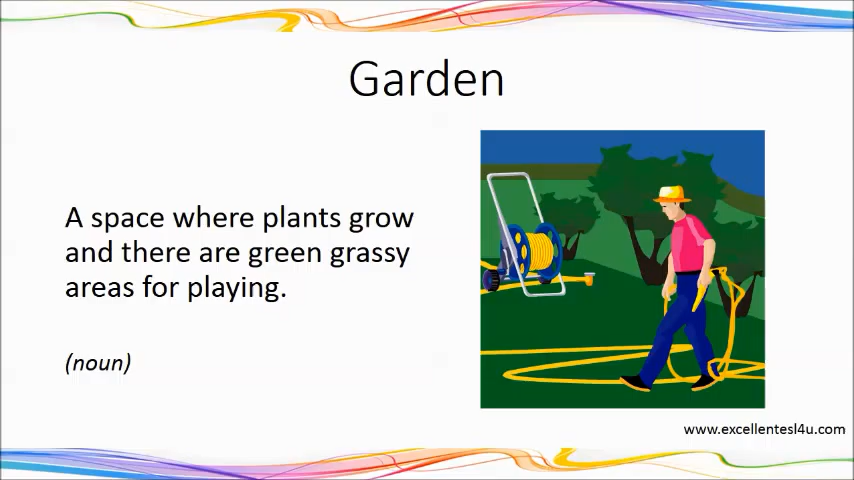 Garden
A space where plants grow
and there are green grassy
areas for playing.
(noun)
www.excellentesl4u.com